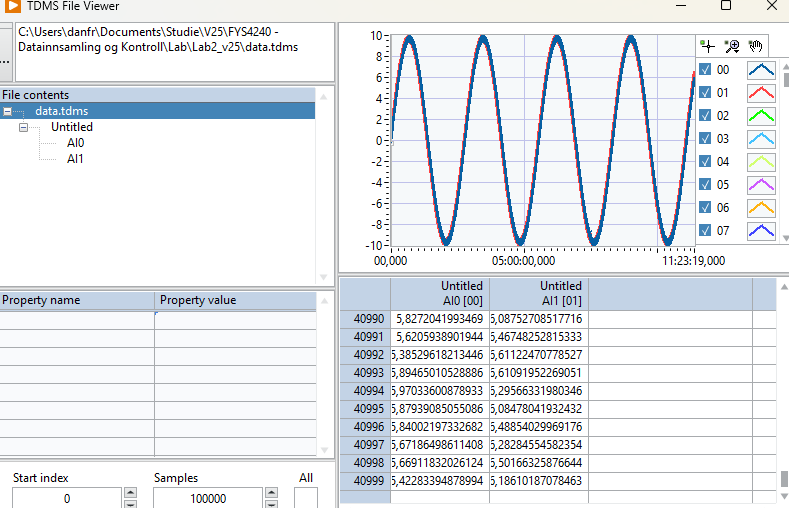 TDMS File Viewer
C:\Users\danfr\Documents\Studie\V25\FYS4240 -
Datainnsamling og Kontroll\Lab\Lab2_v25\data.tdms
...
File contents
data.tdms
Untitled
AI0
AI1
Property name Property value
Start index Samples All
0 100000
10
8
6
4
2
0
-2
-4
-6
-8
-10
00,000 05:00:00,000 11:23:19,000
00
01
02
03
04
05
06
07
Untitled Untitled
AI0 [00] AI1 [01]
40990 5,8272041993469 5,08752708517716
40991 5,6205938901944 5,46748252815333
40992 5,38529618213446 5,61122470778527
40993 5,89465010528886 5,61091952269051
40994 5,97033600878933 5,29566331980346
40995 5,87939085055086 5,08478041932432
40996 5,84002197332682 5,48854029969176
40997 5,67186498611408 5,28284554582354
40998 5,66911832026124 5,50166325876644
40999 5,42283394878994 5,18610187078463